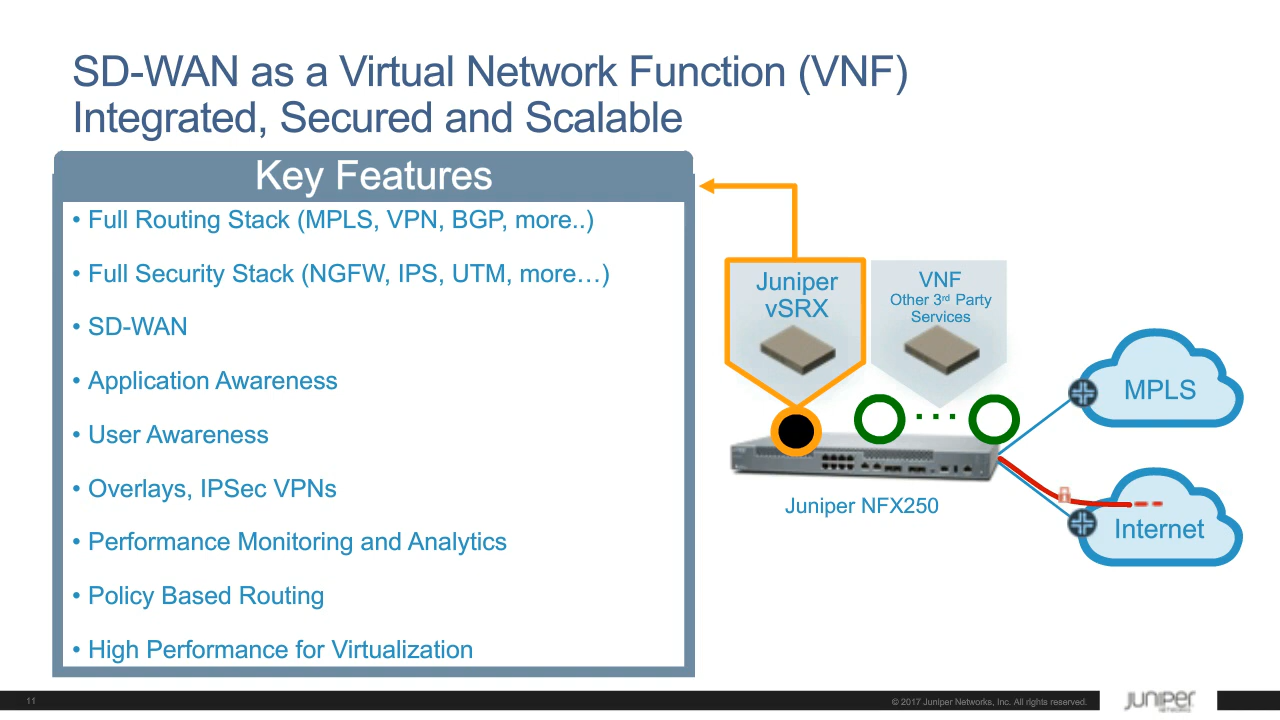 SD-WAN as a Virtual Network Function (VNF)
Integrated, Secured and Scalable
Key Features
• Full Routing Stack (MPLS, VPN, BGP, more..)
• Full Security Stack (NGFW, IPS, UTM, more…)
• SD-WAN
• Application Awareness
• User Awareness
• Overlays, IPSec VPNs
• Performance Monitoring and Analytics
• Policy Based Routing
• High Performance for Virtualization
Juniper
vSRX
VNF
Other 3rd Party
Services
MPLS
Juniper NFX250
Internet
11
© 2017 Juniper Networks, Inc. All rights reserved.
JUNIPER
NETWORKS